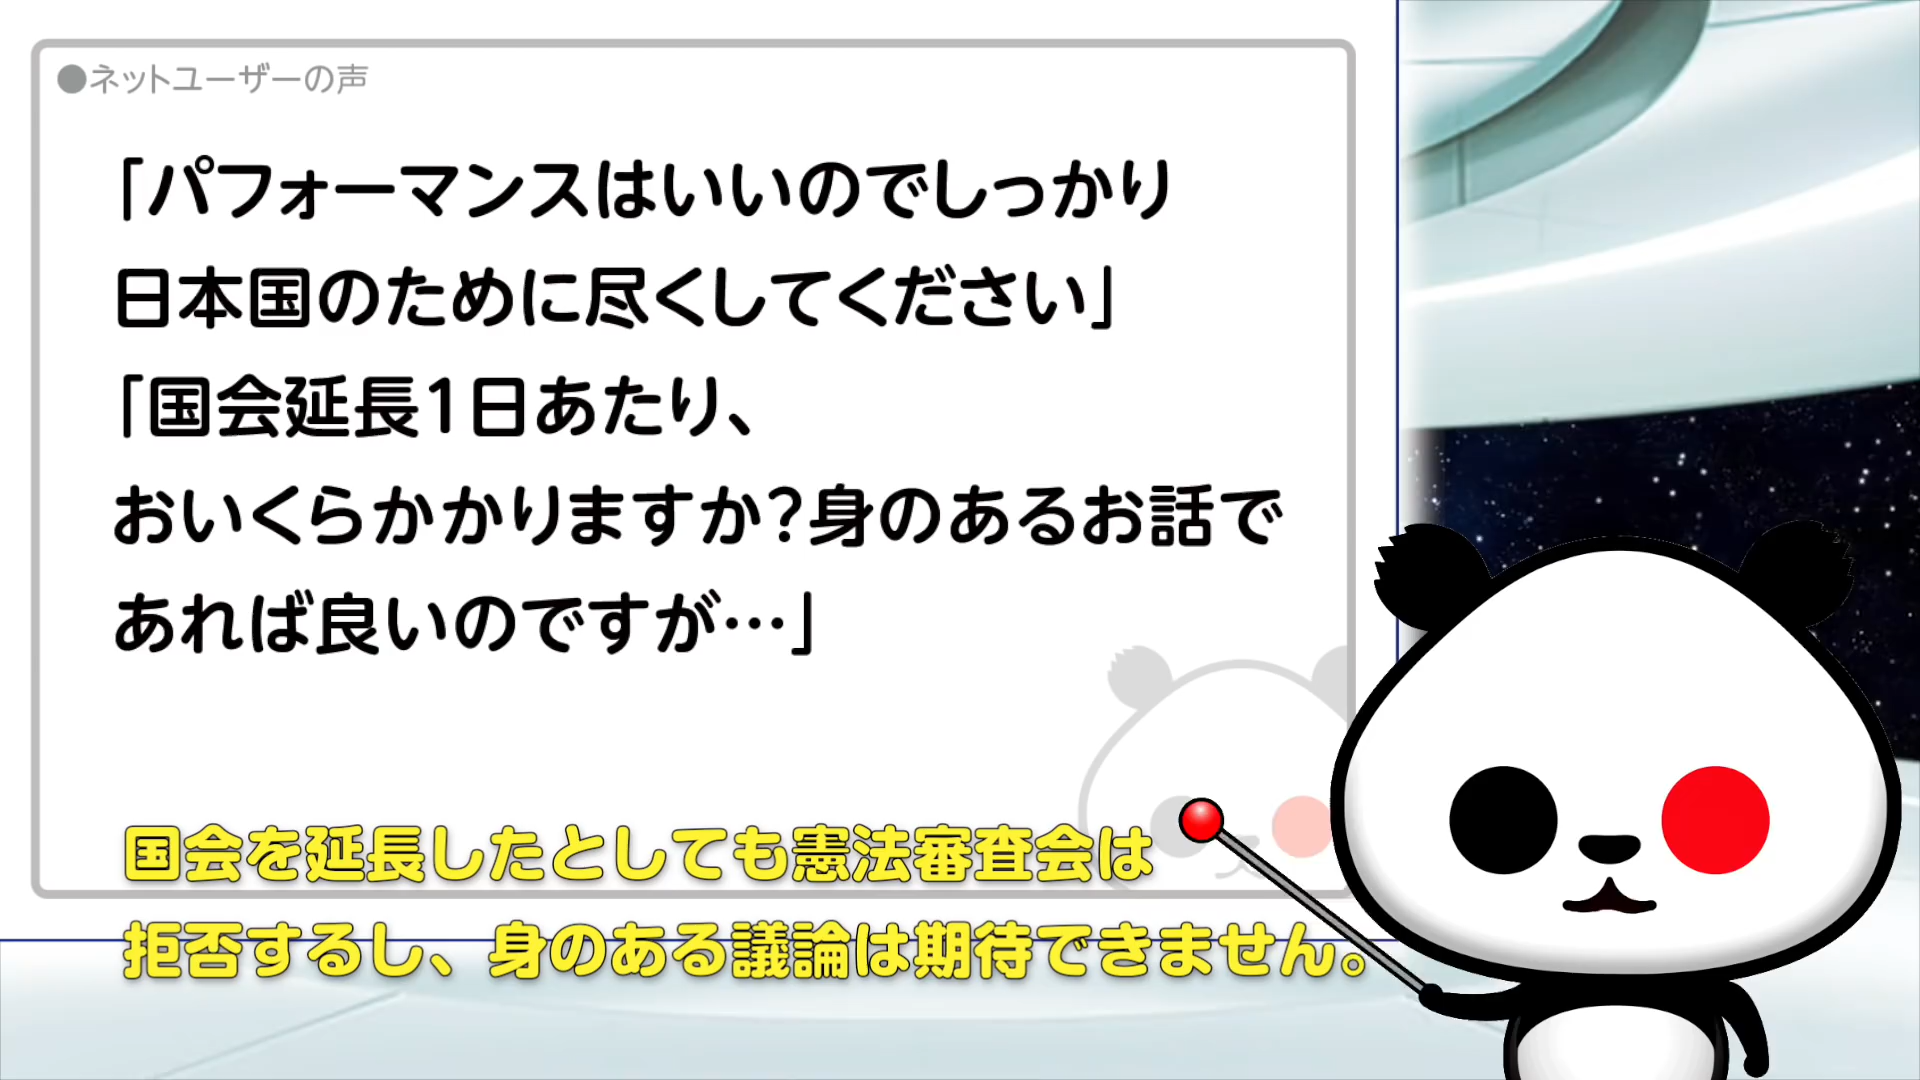 ●ネットユーザーの声
「パフォーマンスはいいのでしっかり
日本国のために尽くしてください」
「国会延長1日あたり、
おいくらかかりますか?身のあるお話で
あれば良いのですが…」
国会を延長したとしても憲法審査会は
拒否するし、身のある議論は期待できません。